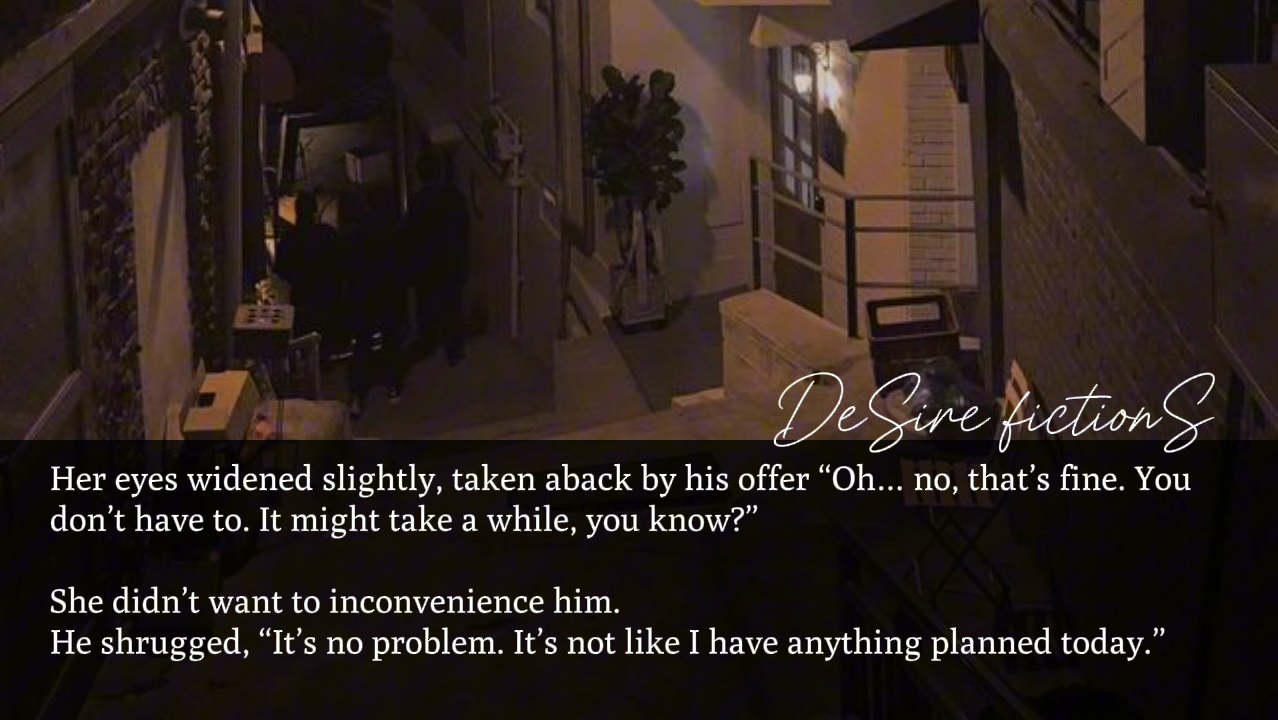 DeSire fictionS
Her eyes widened slightly, taken aback by his offer “Oh... no, that’s fine. You
don’t have to. It might take a while, you know?”
She didn’t want to inconvenience him.
He shrugged, “It’s no problem. It’s not like I have anything planned today.”